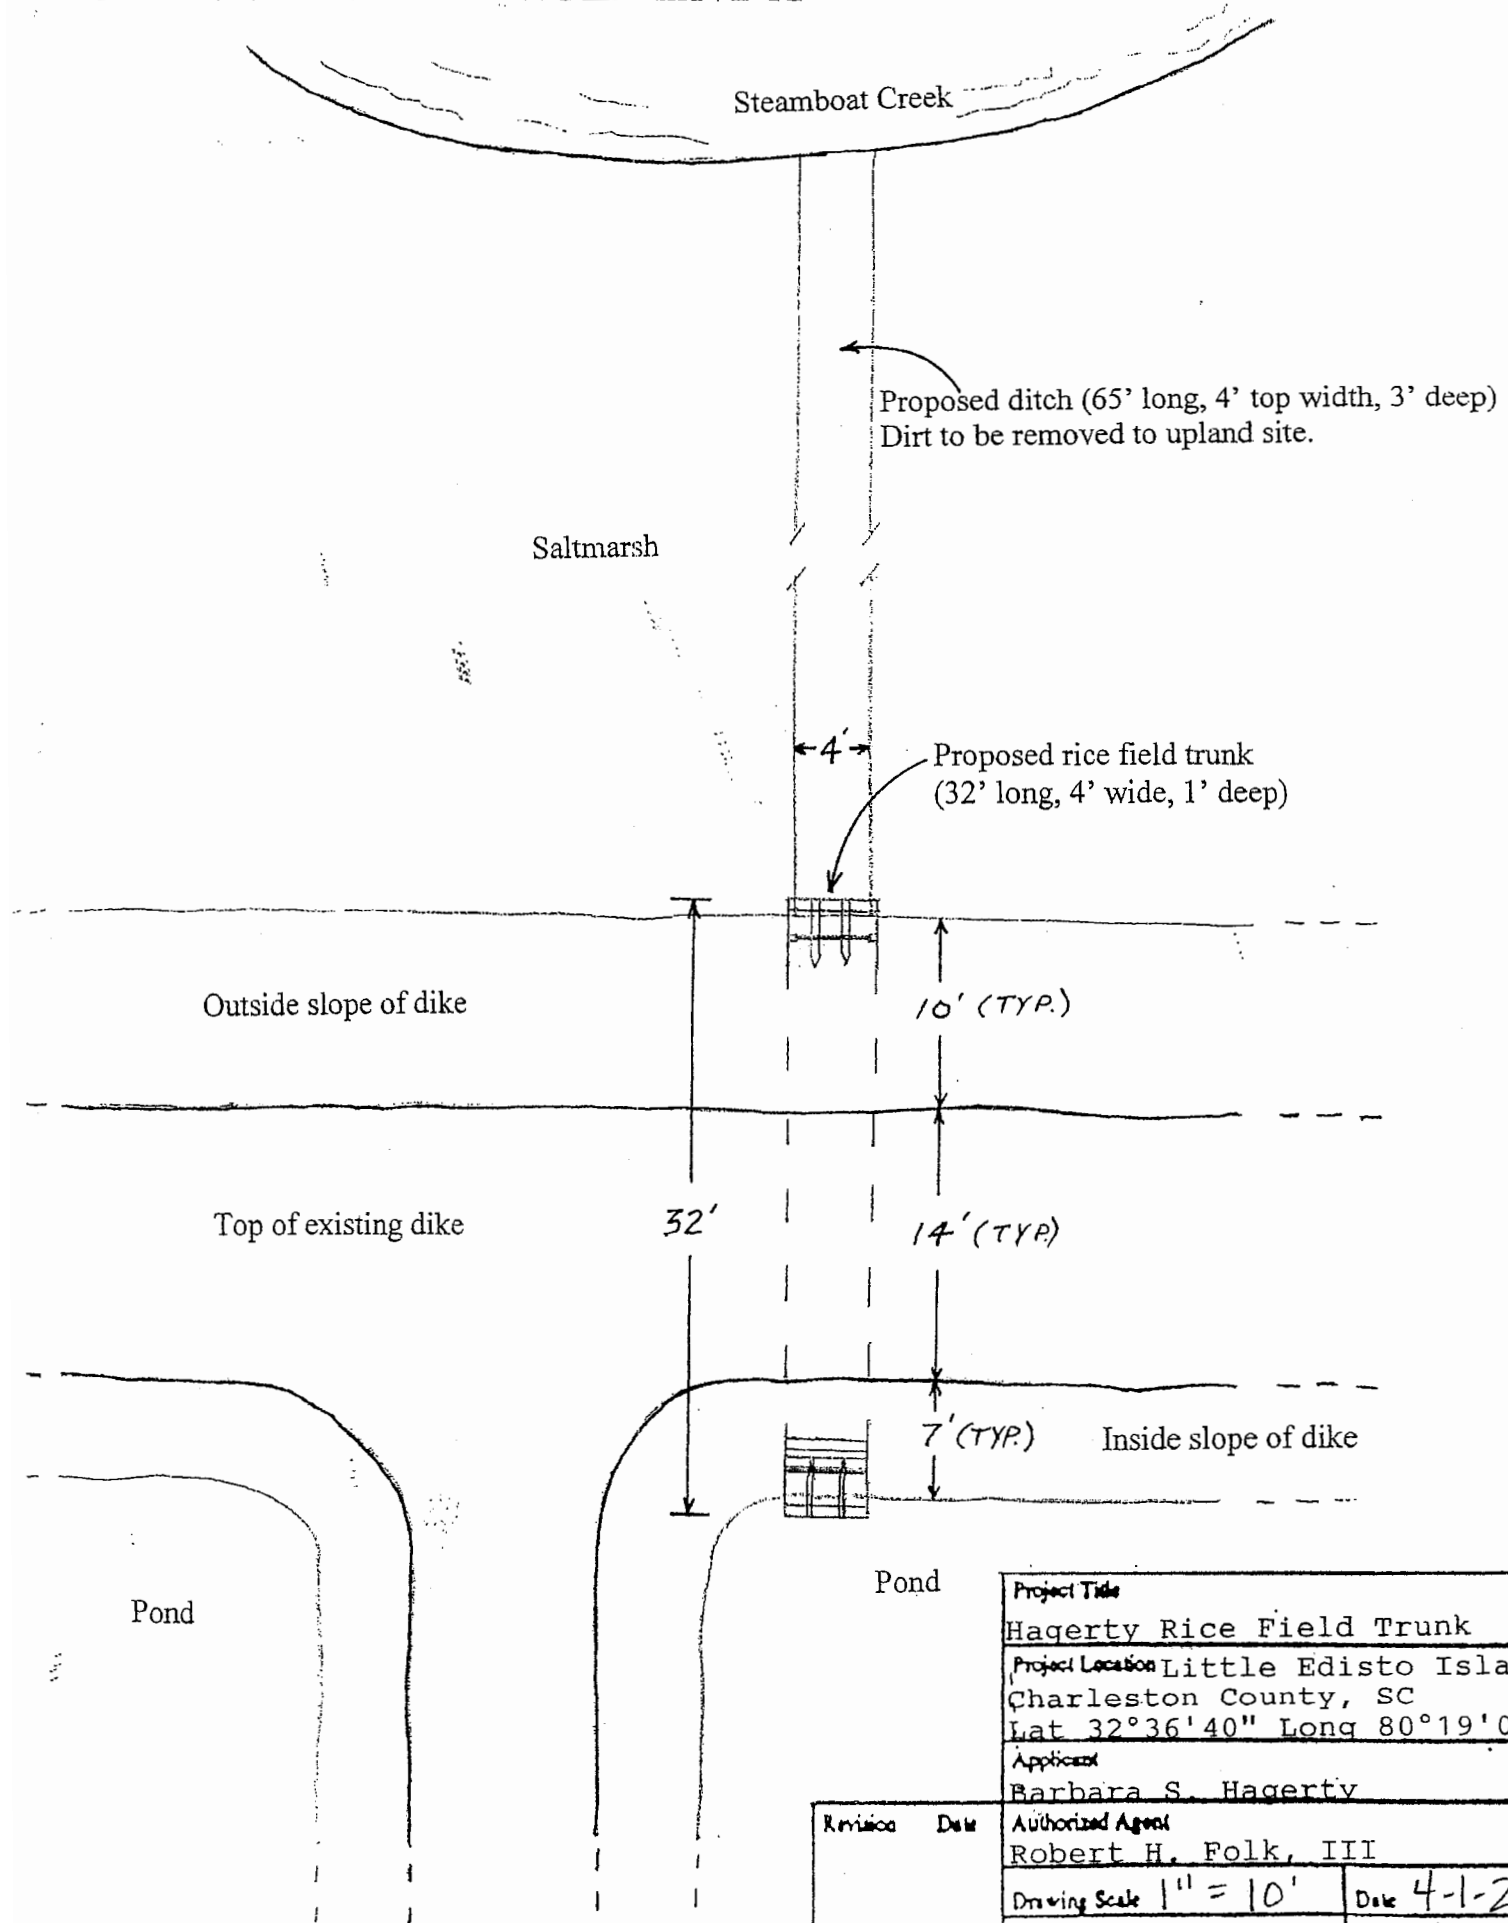 Steamboat Creek
Proposed ditch (65’ long, 4’ top width, 3’ deep)
Dirt to be removed to upland site.
Saltmarsh
4'
Proposed rice field trunk
(32’ long, 4’ wide, 1’ deep)
Outside slope of dike
10' (TYP.)
Top of existing dike
32'
14' (TYP.)
7' (TYP.)
Inside slope of dike
Pond
Pond
Project Title
Hagerty Rice Field Trunk
Project Location Little Edisto Isla
Charleston County, SC
Lat 32°36'40" Long 80°19'0
Applicant
Barbara S. Hagerty
Revision Date
Authorized Agent
Robert H. Folk, III
Drawing Scale 1" = 10'
Date 4-1-2